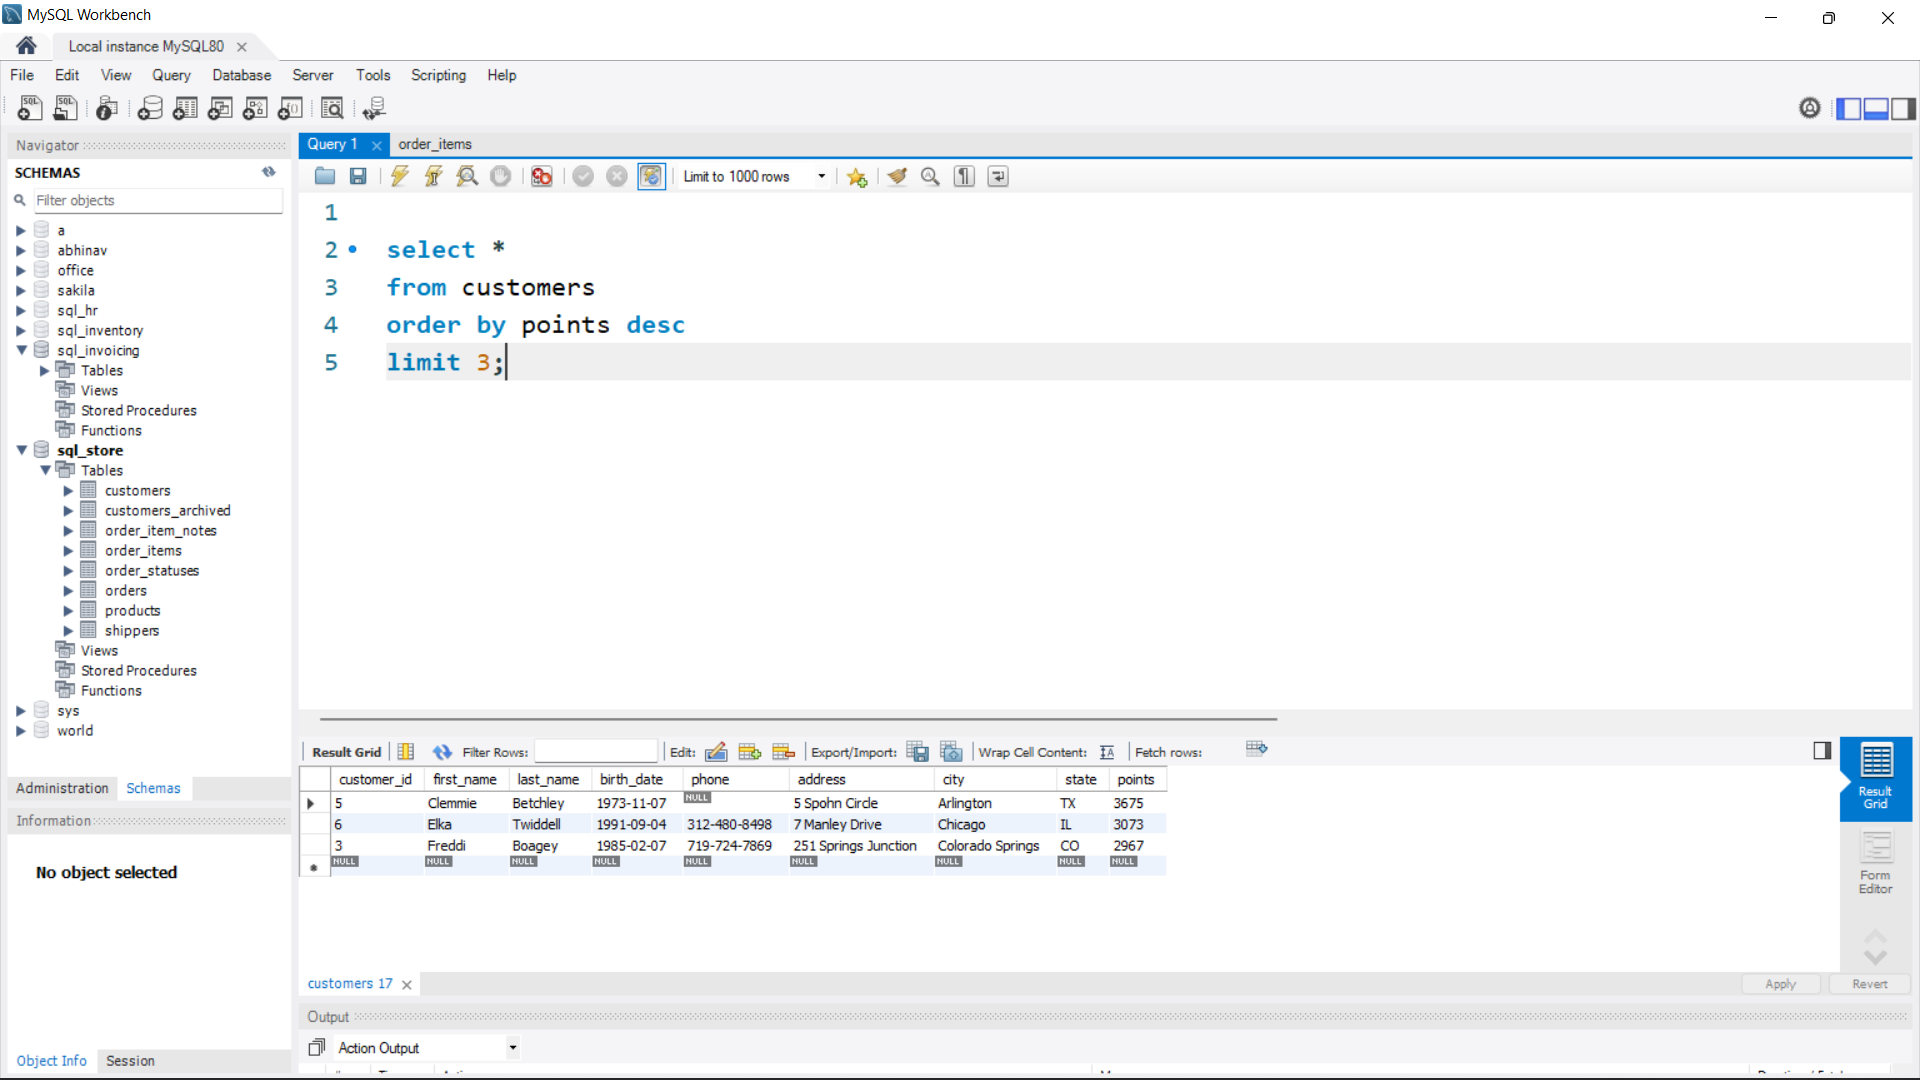 MySQL Workbench
Local instance MySQL80
File Edit View Query Database Server Tools Scripting Help
Navigator
SCHEMAS
Filter objects
a
abhinav
office
sakila
sql_hr
sql_inventory
sql_invoicing
Tables
Views
Stored Procedures
Functions
sql_store
Tables
customers
customers_archived
order_item_notes
order_items
order_statuses
orders
products
shippers
Views
Stored Procedures
Functions
sys
world
Administration Schemas
Information
No object selected
Object Info Session
Query 1 order_items
Limit to 1000 rows
1
2 select *
3 from customers
4 order by points desc
5 limit 3;
Result Grid Filter Rows: Edit: Export/Import: Wrap Cell Content: Fetch rows:
customer_id first_name last_name birth_date phone address city state points
5 Clemmie Betchley 1973-11-07 NULL 5 Spohn Circle Arlington TX 3675
6 Elka Twiddell 1991-09-04 312-480-8498 7 Manley Drive Chicago IL 3073
3 Freddi Boagey 1985-02-07 719-724-7869 251 Springs Junction Colorado Springs CO 2967
NULL NULL NULL NULL NULL NULL NULL NULL NULL
Result
Grid
Form
Editor
customers 17
Apply Revert
Output
Action Output